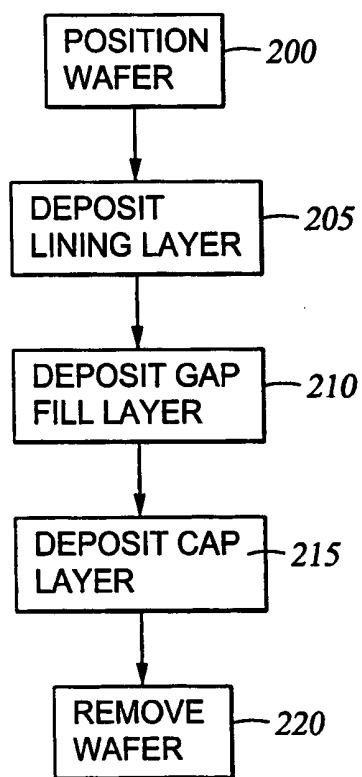 POSITION
WAFER
200
DEPOSIT
LINING LAYER
205
DEPOSIT GAP
FILL LAYER
210
DEPOSIT CAP
LAYER
215
REMOVE
WAFER
220